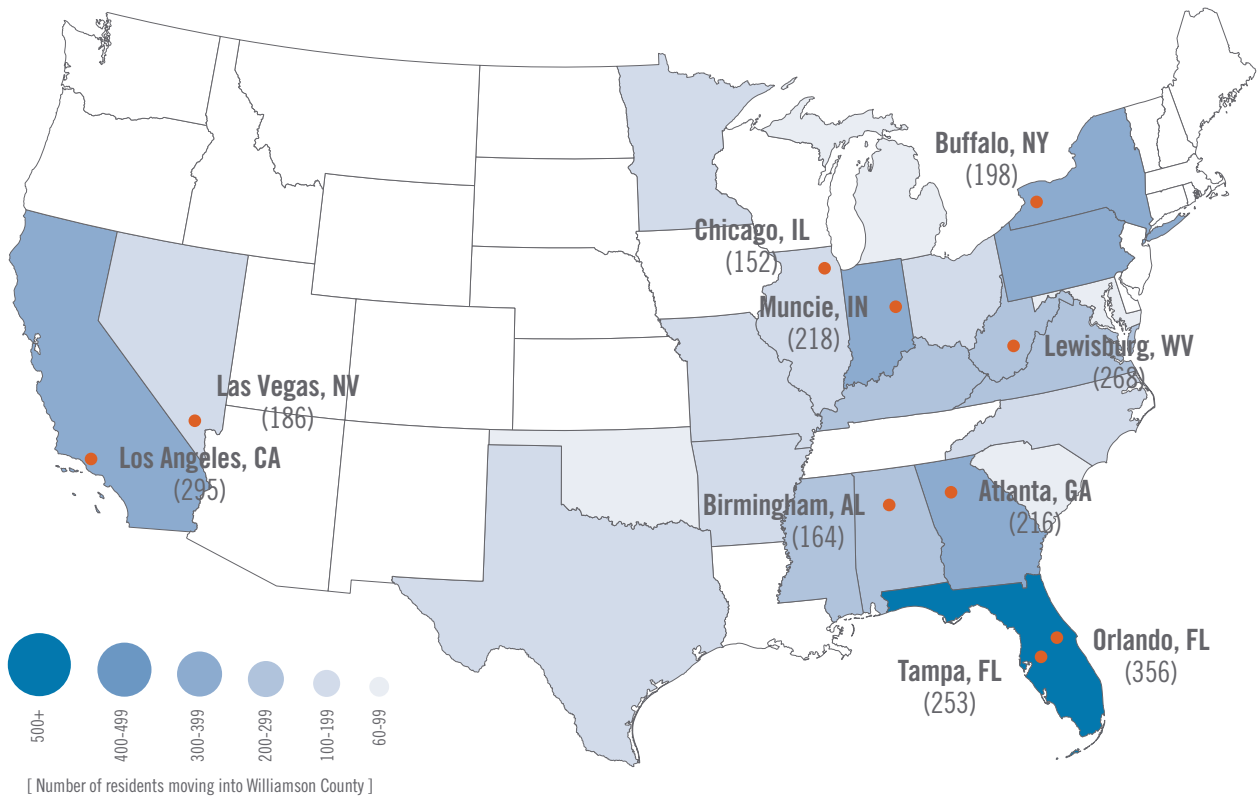 Buffalo, NY
(198)
Chicago, IL
(152)
Muncie, IN
(218)
Lewisburg, WV
(268)
Las Vegas, NV
(186)
Los Angeles, CA
(295)
Birmingham, AL
(164)
Atlanta, GA
(216)
Orlando, FL
(356)
Tampa, FL
(253)
500+
400-499
300-399
200-299
100-199
60-99
[ Number of residents moving into Williamson County ]